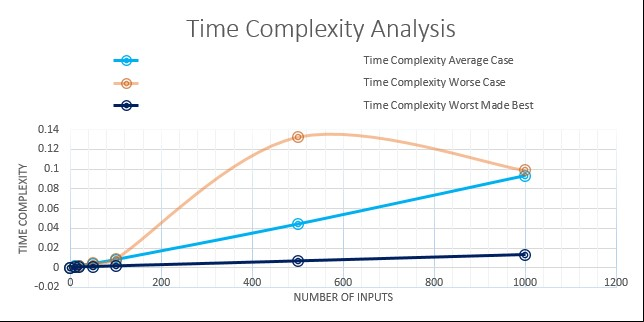 Time Complexity Analysis
Time Complexity Average Case
Time Complexity Worse Case
Time Complexity Worst Made Best
0.14
0.12
0.1
0.08
0.06
0.04
0.02
0
-0.02
TIME COMPLEXITY
0 200 400 600 800 1000 1200
NUMBER OF INPUTS